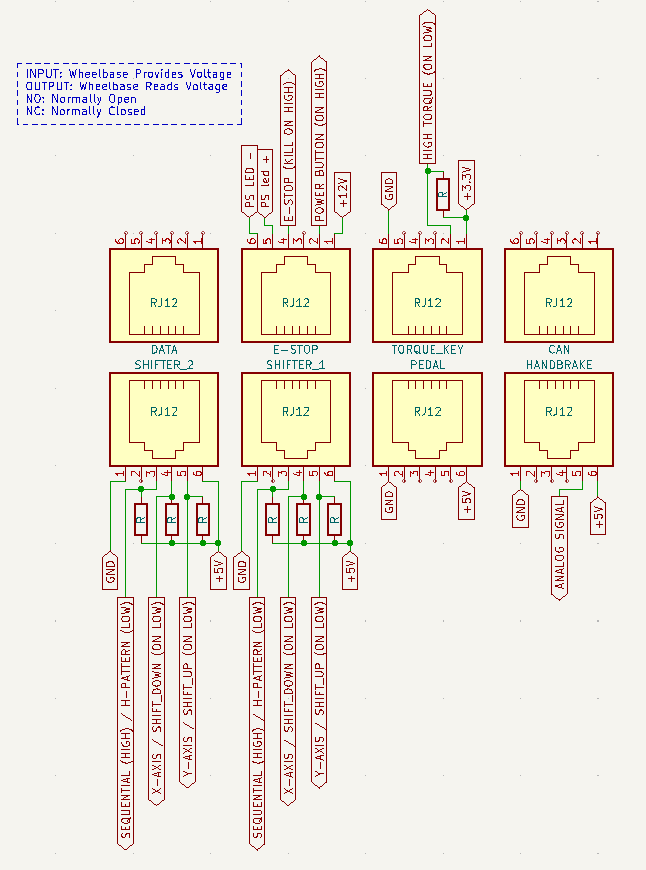 INPUT: Wheelbase Provides Voltage
OUTPUT: Wheelbase Reads Voltage
NO: Normally Open
NC: Normally Closed
PS LED -
PS led +
E-STOP (KILL ON HIGH)
POWER BUTTON (ON HIGH)
+12V
GND
HIGH TORQUE (ON LOW)
R
+3.3V
6 5 4 3 2 1
6 5 4 3 2 1
6 5 4 3 2 1
6 5 4 3 2 1
RJ12
RJ12
RJ12
RJ12
DATA
E-STOP
TORQUE_KEY
CAN
SHIFTER_2
SHIFTER_1
PEDAL
HANDBRAKE
RJ12
RJ12
RJ12
RJ12
1 2 3 4 5 6
1 2 3 4 5 6
1 2 3 4 5 6
1 2 3 4 5 6
R
R
R
R
R
R
GND
+5V
GND
+5V
GND
+5V
GND
ANALOG SIGNAL
+5V
SEQUENTIAL (HIGH) / H-PATTERN (LOW)
X-AXIS / SHIFT_DOWN (ON LOW)
Y-AXIS / SHIFT_UP (ON LOW)
SEQUENTIAL (HIGH) / H-PATTERN (LOW)
X-AXIS / SHIFT_DOWN (ON LOW)
Y-AXIS / SHIFT_UP (ON LOW)